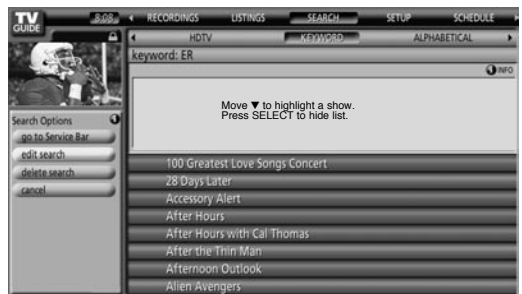 TV GUIDE
8:08
RECORDINGS LISTINGS SEARCH SETUP SCHEDULE
HDTV KEYWORD ALPHABETICAL
keyword: ER
INFO
Move ▼ to highlight a show.
Press SELECT to hide list.
Search Options
go to Service Bar
edit search
delete search
cancel
100 Greatest Love Songs Concert
28 Days Later
Accessory Alert
After Hours
After Hours with Cal Thomas
After the Thin Man
Afternoon Outlook
Alien Avengers